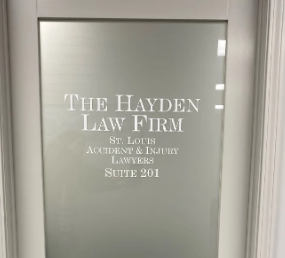 The Hayden
Law Firm
St. Louis
Accident & Injury
Lawyers
Suite 201